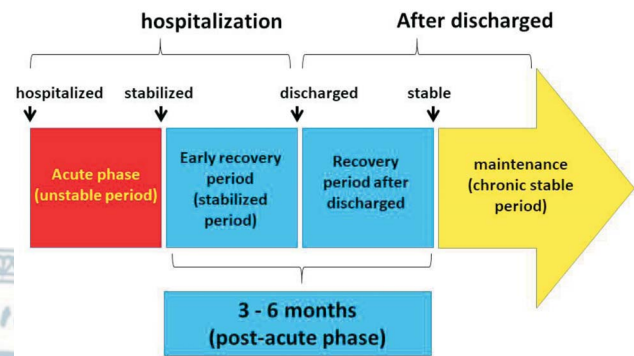 hospitalization
After discharged
hospitalized
stabilized
discharged
stable
Acute phase
(unstable period)
Early recovery
period
(stabilized
period)
Recovery
period after
discharged
maintenance
(chronic stable
period)
3 - 6 months
(post-acute phase)